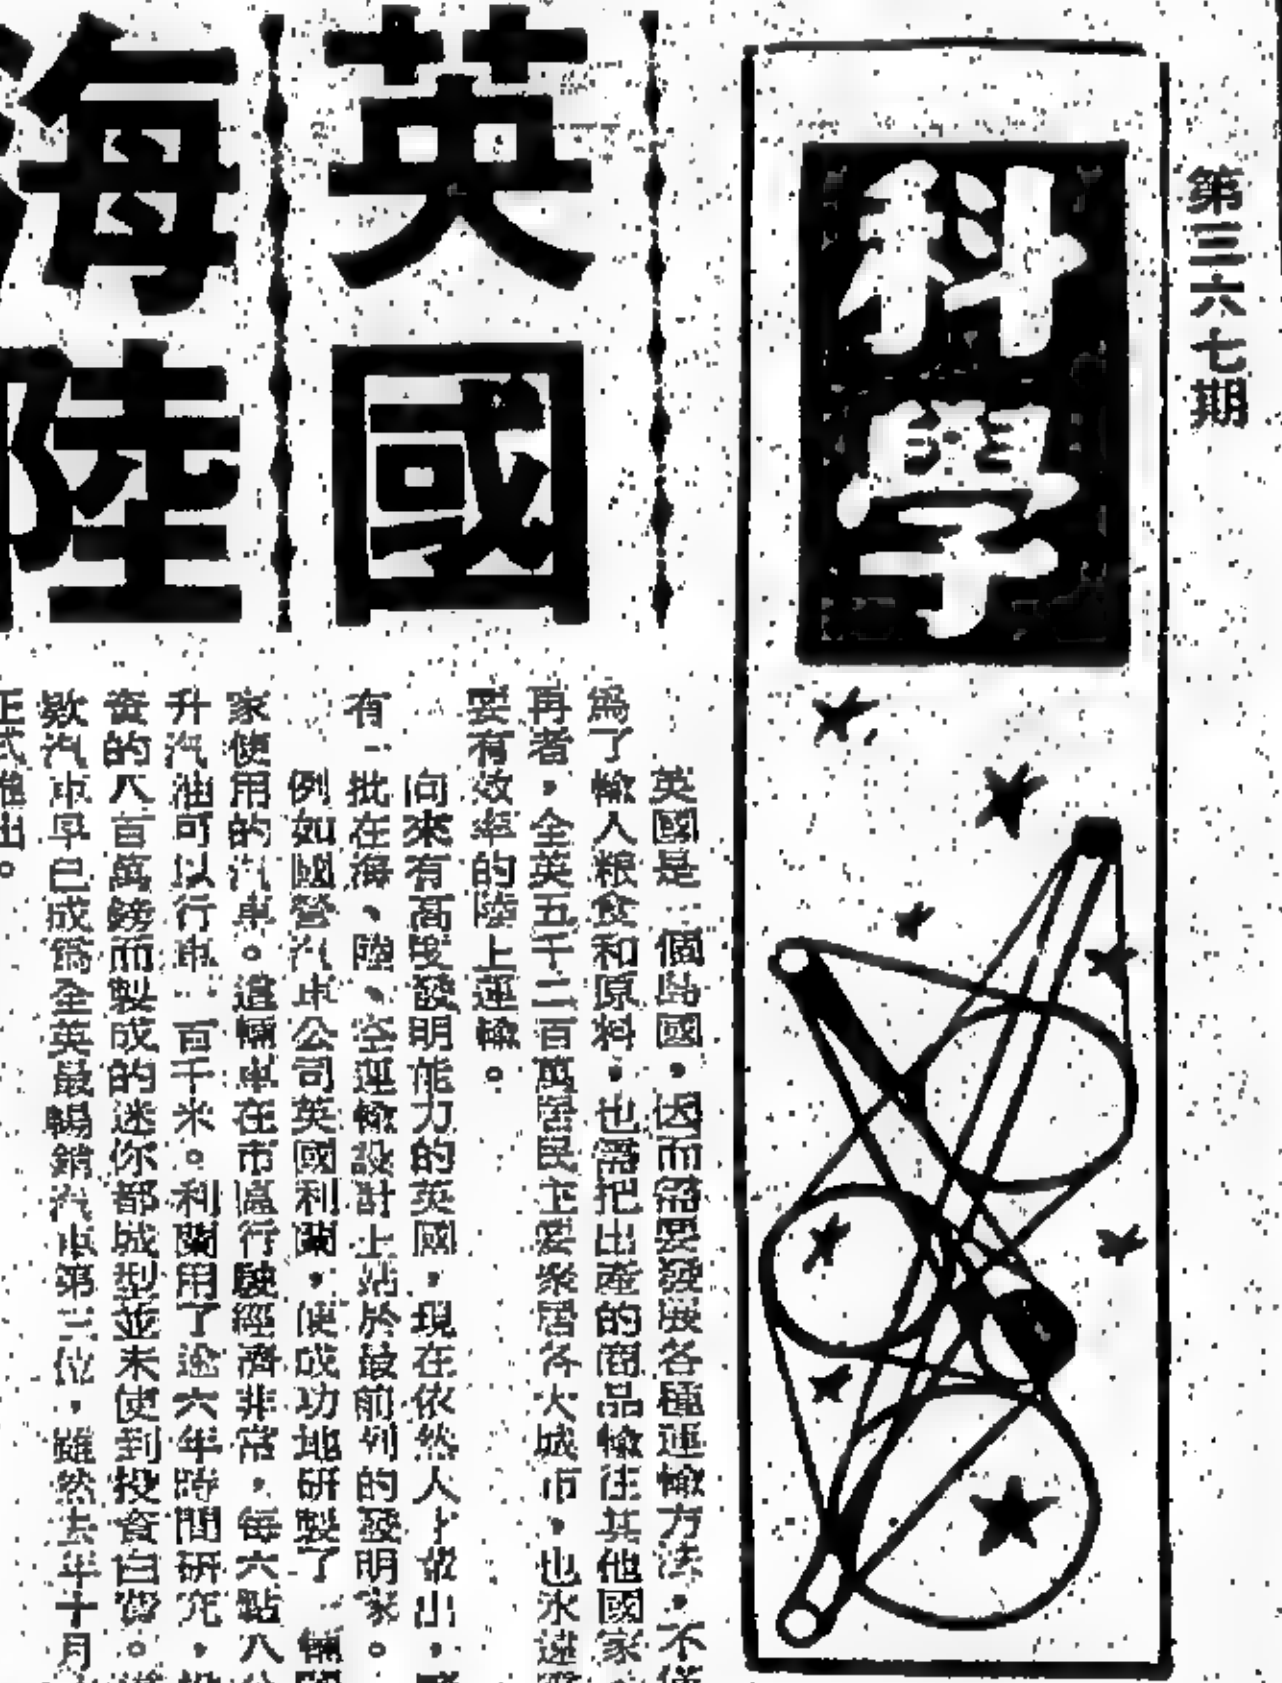 第三六七期
科學
英國
海陸
英國是一個島國，因而需要發展各種運輸方法，不僅
爲了輸入粮食和原料，也需把出產的商品輸往其他國家，
再者，全英五千二百萬居民主要聚居各大城市，也永遠需
要有效率的陸上運輸。
向來有高度發明能力的英國，現在依然人才輩出，
有一批在海、陸、空運輸設計上站於最前列的發明家。
例如國營汽車公司英國利蘭，便成功地研製了一輛
家使用的汽車。這輛車在市區行駛經濟非常，每六點八公
升汽油可以行車一百千米。利蘭用了逾六年時間研究，投
資的八百萬鎊而製成的迷你都城型並未使到投資白費。
欵汽車早已成爲全英最暢銷汽車第三位，雖然去年十月
正式推出。